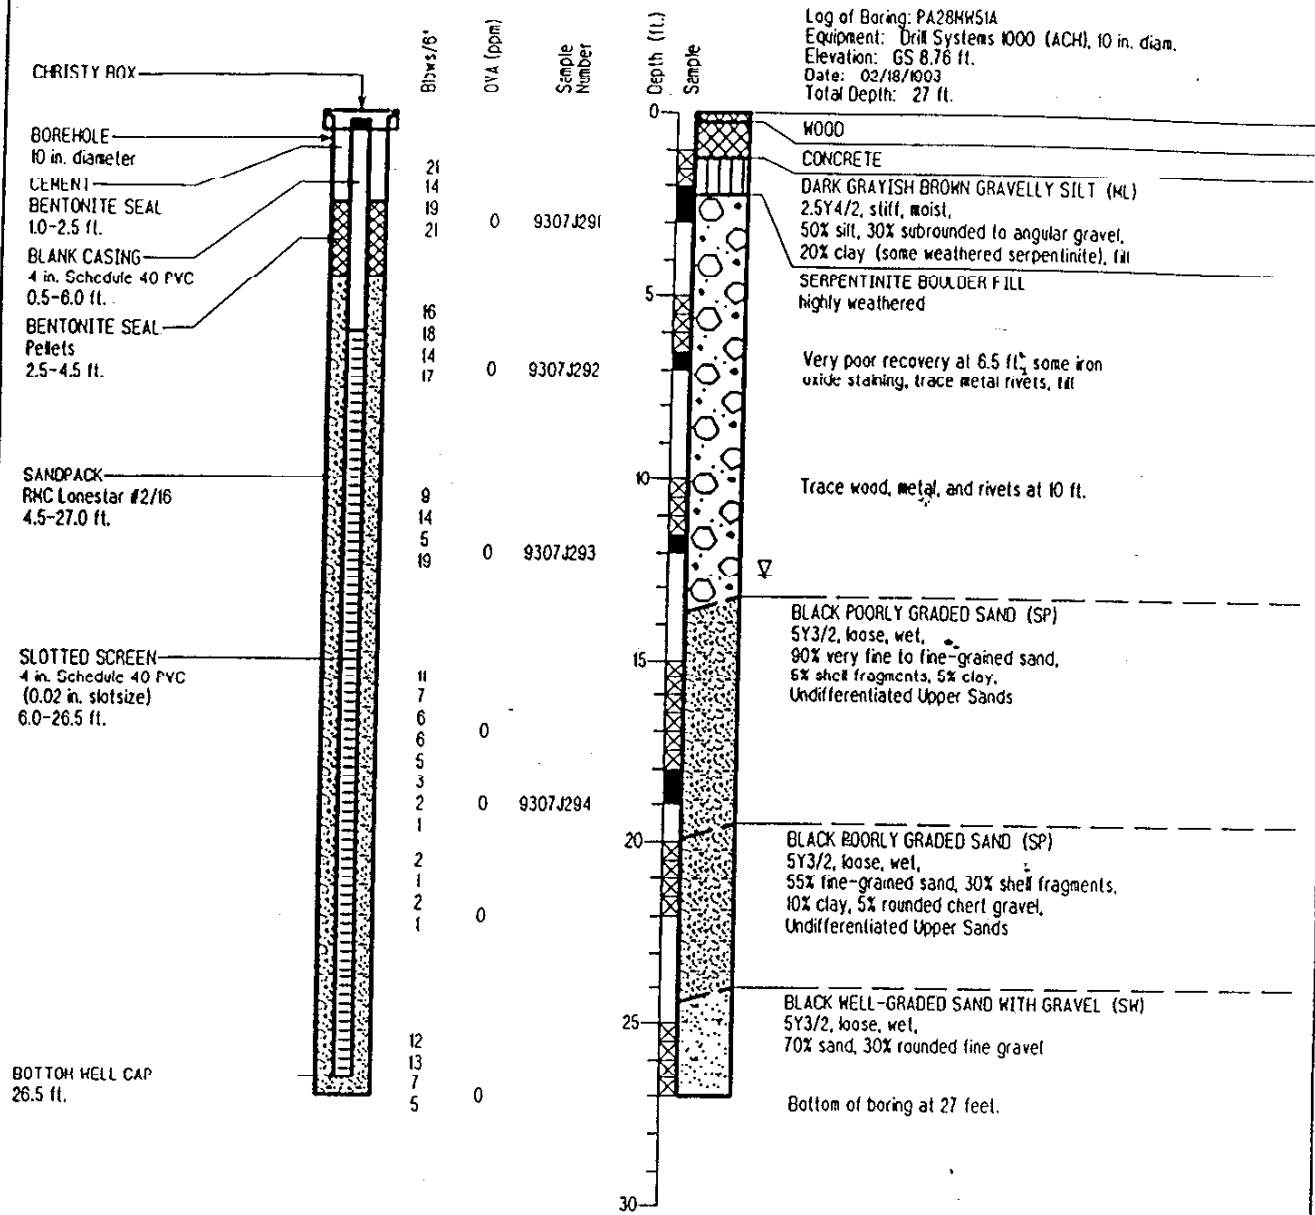 Log of Boring: PA28MW51A
Equipment: Drill Systems 1000 (ACH), 10 in. diam.
Elevation: GS 8.76 ft.
Date: 02/18/1003
Total Depth: 27 ft.
Blows/6"
OVA (ppm)
Sample Number
Depth (ft.)
Sample
CHRISTY BOX
BOREHOLE
10 in. diameter
CEMENT
BENTONITE SEAL
1.0-2.5 ft.
BLANK CASING
4 in. Schedule 40 PVC
0.5-6.0 ft.
BENTONITE SEAL
Pellets
2.5-4.5 ft.
SANDPACK
RMC Lonestar #2/16
4.5-27.0 ft.
SLOTTED SCREEN
4 in. Schedule 40 PVC
(0.02 in. slotsize)
6.0-26.5 ft.
BOTTOM WELL CAP
26.5 ft.
21
14
19
21 0 9307J291
16
18
14
17 0 9307J292
9
14
5
19 0 9307J293
11
7
6
6 0
5
3
2 0 9307J294
1
2
1
2
1 0
12
13
7
5 0
0
5
10
15
20
25
30
WOOD
CONCRETE
DARK GRAYISH BROWN GRAVELLY SILT (ML)
2.5Y4/2, stiff, moist,
50% silt, 30% subrounded to angular gravel,
20% clay (some weathered serpentinite), fill
SERPENTINITE BOULDER FILL
highly weathered
Very poor recovery at 6.5 ft, some iron
oxide staining, trace metal rivets, fill
Trace wood, metal, and rivets at 10 ft.
BLACK POORLY GRADED SAND (SP)
5Y3/2, loose, wet,
90% very fine to fine-grained sand,
5% shell fragments, 5% clay,
Undifferentiated Upper Sands
BLACK POORLY GRADED SAND (SP)
5Y3/2, loose, wet,
55% fine-grained sand, 30% shell fragments,
10% clay, 5% rounded chert gravel,
Undifferentiated Upper Sands
BLACK WELL-GRADED SAND WITH GRAVEL (SW)
5Y3/2, loose, wet,
70% sand, 30% rounded fine gravel
Bottom of boring at 27 feet.